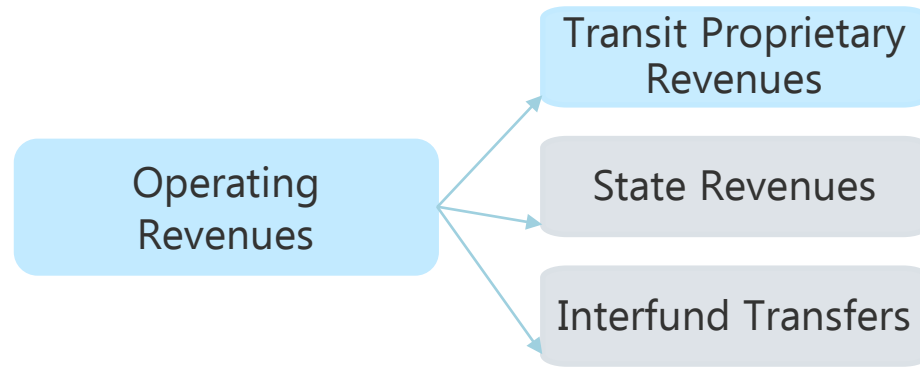 Operating
Revenues
Transit Proprietary
Revenues
State Revenues
Interfund Transfers